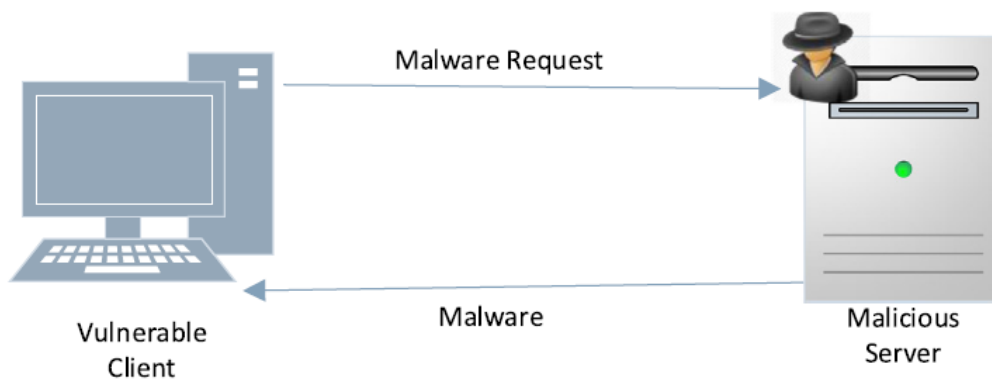 Malware Request
Malware
Vulnerable
Client
Malicious
Server